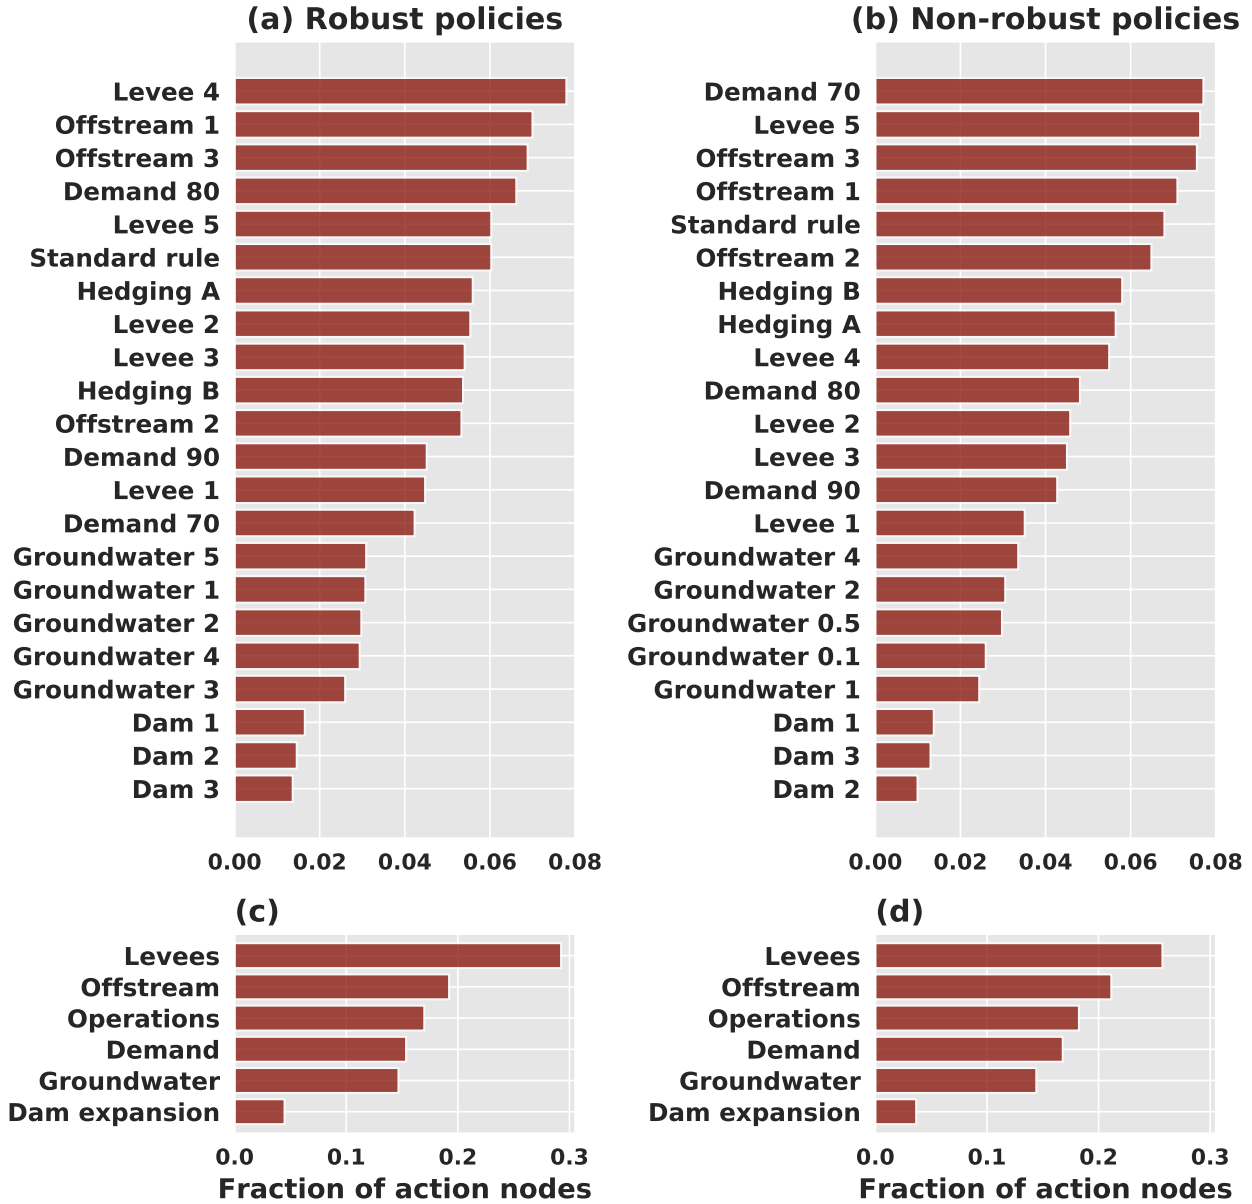 (a) Robust policies
Levee 4
Offstream 1
Offstream 3
Demand 80
Levee 5
Standard rule
Hedging A
Levee 2
Levee 3
Hedging B
Offstream 2
Demand 90
Levee 1
Demand 70
Groundwater 5
Groundwater 1
Groundwater 2
Groundwater 4
Groundwater 3
Dam 1
Dam 2
Dam 3
0.00 0.02 0.04 0.06 0.08
(b) Non-robust policies
Demand 70
Levee 5
Offstream 3
Offstream 1
Standard rule
Offstream 2
Hedging B
Hedging A
Levee 4
Demand 80
Levee 2
Levee 3
Demand 90
Levee 1
Groundwater 4
Groundwater 2
Groundwater 0.5
Groundwater 0.1
Groundwater 1
Dam 1
Dam 3
Dam 2
0.00 0.02 0.04 0.06 0.08
(c)
Levees
Offstream
Operations
Demand
Groundwater
Dam expansion
0.0 0.1 0.2 0.3
Fraction of action nodes
(d)
Levees
Offstream
Operations
Demand
Groundwater
Dam expansion
0.0 0.1 0.2 0.3
Fraction of action nodes